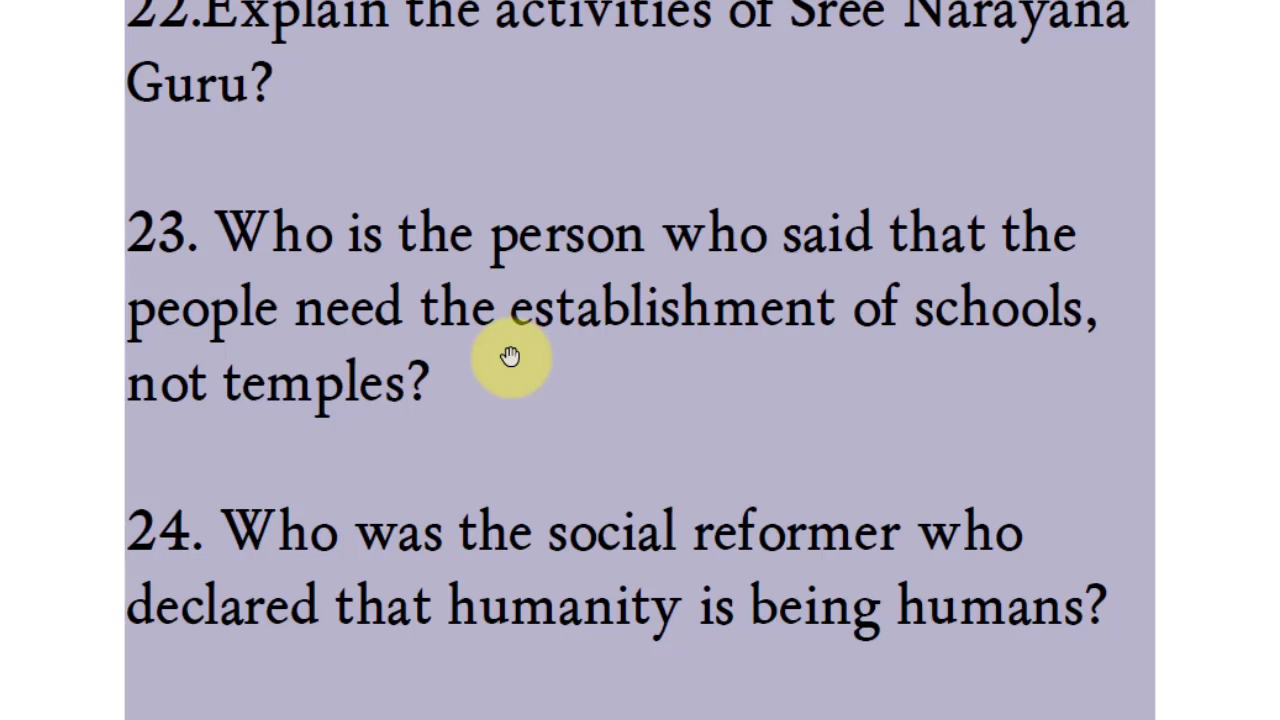 22.Explain the activities of Sree Narayana
Guru?
23. Who is the person who said that the
people need the establishment of schools,
not temples?
24. Who was the social reformer who
declared that humanity is being humans?